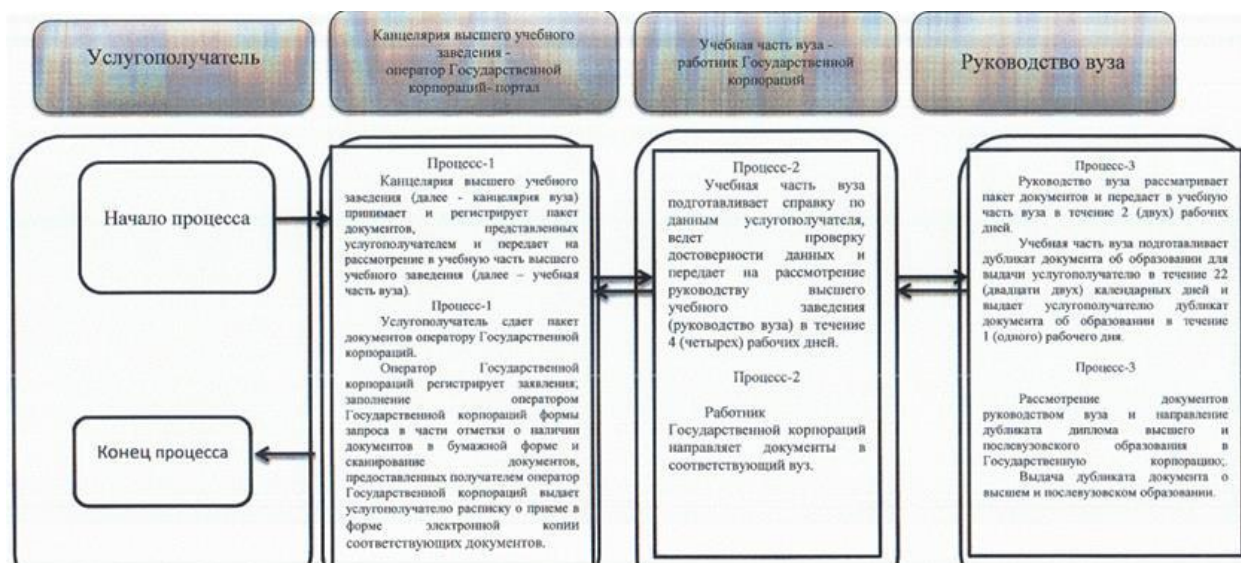 Услугополучатель
Канцелярия высшего учебного
заведения -
оператор Государственной
корпораций- портал
Учебная часть вуза -
работник Государственной
корпораций
Руководство вуза
Начало процесса
Конец процесса
Процесс-1
Канцелярия высшего учебного
заведения (далее - канцелярия вуза)
принимает и регистрирует пакет
документов, представленных
услугополучателем и передает на
рассмотрение в учебную часть высшего
учебного заведения (далее – учебная
часть вуза).
Процесс-1
Услугополучатель сдает пакет
документов оператору Государственной
корпораций.
Оператор Государственной
корпораций регистрирует заявления;
заполнение оператором
Государственной корпораций формы
запроса в части отметки о наличии
документов в бумажной форме и
сканирование документов,
предоставленных получателем оператор
Государственной корпораций выдает
услугополучателю расписку о приеме в
форме электронной копии
соответствующих документов.
Процесс-2
Учебная часть вуза
подготавливает справку по
данным услугополучателя,
ведет проверку
достоверности данных и
передает на рассмотрение
руководству высшего
учебного заведения
(руководство вуза) в течение
4 (четырех) рабочих дней.
Процесс-2
Работник
Государственной корпораций
направляет документы в
соответствующий вуз.
Процесс-3
Руководство вуза рассматривает
пакет документов и передает в учебную
часть вуза в течение 2 (двух) рабочих
дней.
Учебная часть вуза подготавливает
дубликат документа об образовании для
выдачи услугополучателю в течение 22
(двадцати двух) календарных дней и
выдает услугополучателю дубликат
документа об образовании в течение
1 (одного) рабочего дня.
Процесс-3
Рассмотрение документов
руководством вуза и направление
дубликата диплома высшего и
послевузовского образования в
Государственную корпорацию;.
Выдача дубликата документа о
высшем и послевузовском образовании.